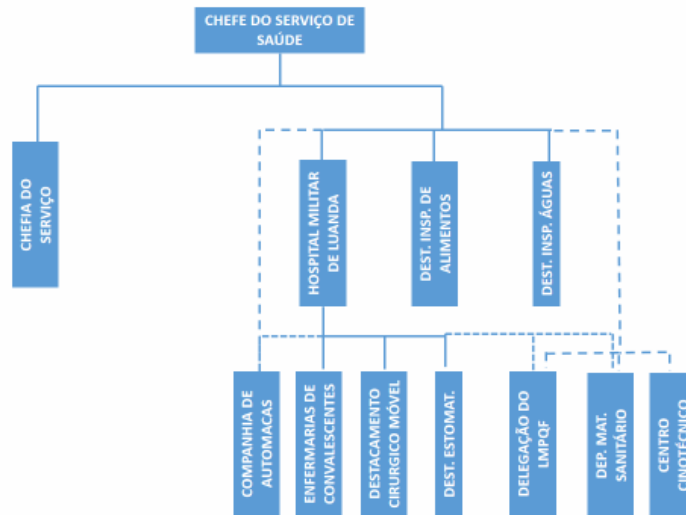 CHEFE DO SERVIÇO DE
SAÚDE
CHEFIA DO
SERVIÇO
HOSPITAL MILITAR
DE LUANDA
DEST. INSP. DE
ALIMENTOS
DEST. INSP. ÁGUAS
COMPANHIA DE
AUTOMACAS
ENFERMARIAS DE
CONVALESCENTES
DESTACAMENTO
CIRURGICO MÓVEL
DEST. ESTOMAT.
DELEGAÇÃO DO
LMPQF
DEP. MAT.
SANITÁRIO
CENTRO
CINOTÉCNICO